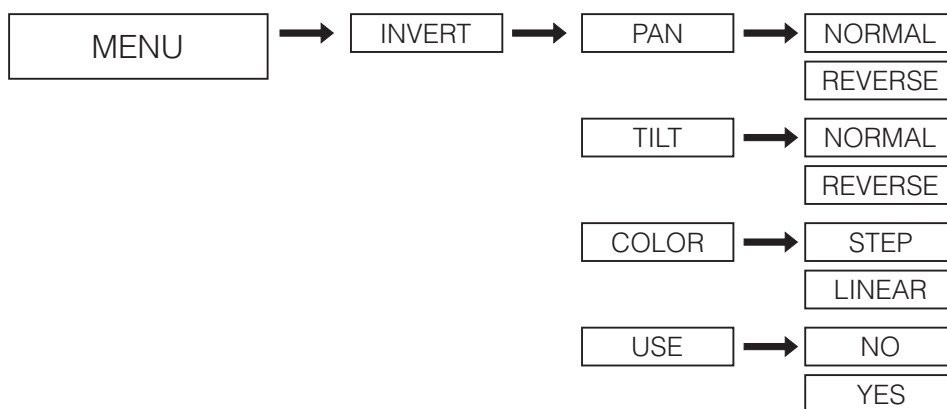 MENU INVERT PAN NORMAL
REVERSE
TILT NORMAL
REVERSE
COLOR STEP
LINEAR
USE NO
YES